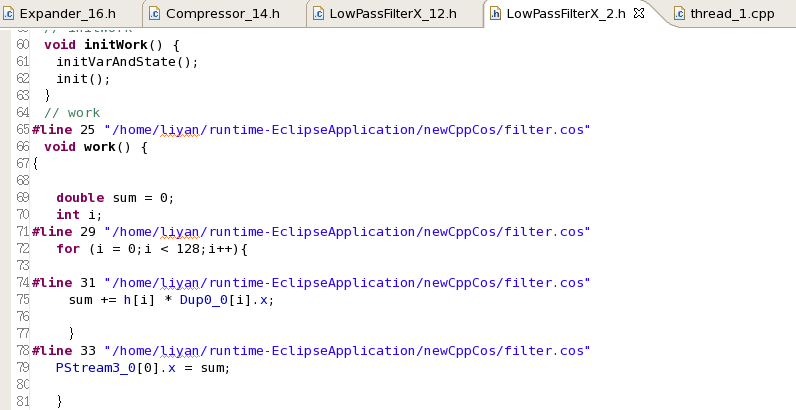 Expander_16.h Compressor_14.h LowPassFilterX_12.h LowPassFilterX_2.h thread_1.cpp
// initWork
60 void initWork() {
61 initVarAndState();
62 init();
63 }
64 // work
65 #line 25 "/home/liyan/runtime-EclipseApplication/newCppCos/filter.cos"
66 void work() {
67 {
68
69 double sum = 0;
70 int i;
71 #line 29 "/home/liyan/runtime-EclipseApplication/newCppCos/filter.cos"
72 for (i = 0;i < 128;i++){
73
74 #line 31 "/home/liyan/runtime-EclipseApplication/newCppCos/filter.cos"
75 sum += h[i] * Dup0_0[i].x;
76
77 }
78 #line 33 "/home/liyan/runtime-EclipseApplication/newCppCos/filter.cos"
79 PStream3_0[0].x = sum;
80
81 }